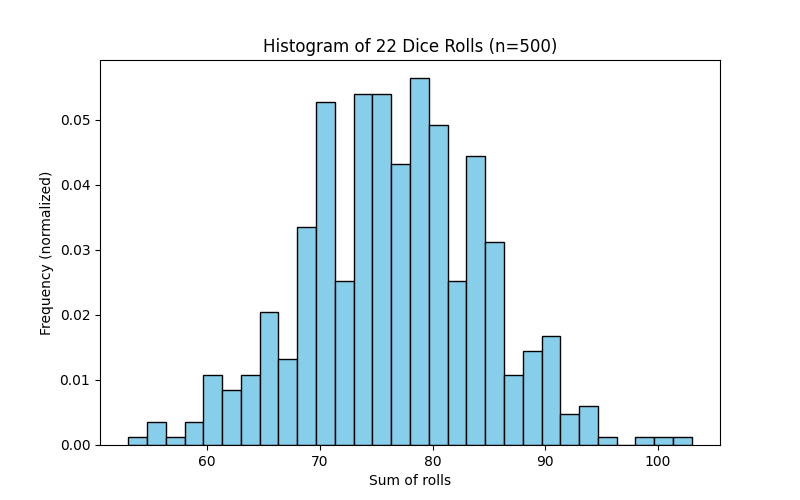 Histogram of 22 Dice Rolls (n=500)
Frequency (normalized)
0.05
0.04
0.03
0.02
0.01
0.00
60 70 80 90 100
Sum of rolls